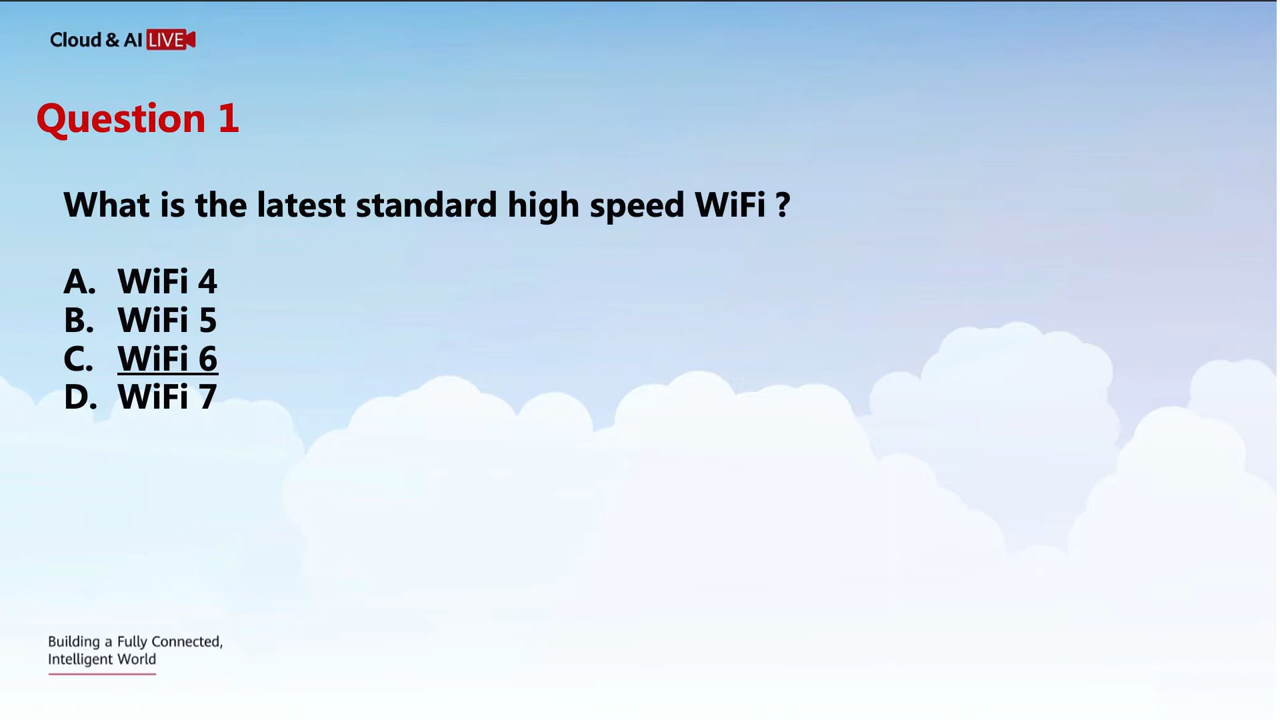 Cloud & AI LIVE
Question 1
What is the latest standard high speed WiFi ?
A. WiFi 4
B. WiFi 5
C. WiFi 6
D. WiFi 7
Building a Fully Connected,
Intelligent World